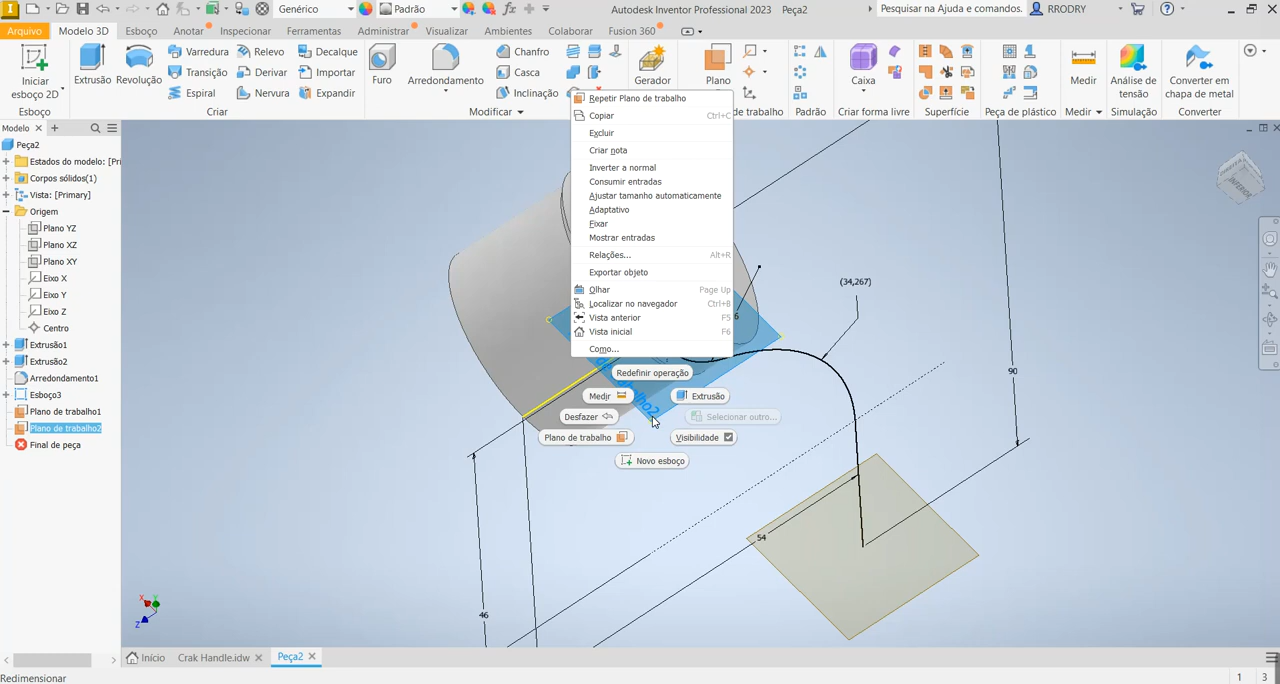 Genérico Padrão fx Autodesk Inventor Professional 2023 Peça2 Pesquisar na Ajuda e comandos. RRODRY
Arquivo Modelo 3D Esboço Anotar Inspecionar Ferramentas Administrar Visualizar Ambientes Colaborar Fusion 360
Varredura Relevo Decalque Chanfro
Transição Derivar Importar Casca
Espiral Nervura Expandir Inclinação
Iniciar esboço 2D Extrusão Revolução Furo Arredondamento Gerador Plano Caixa Medir Análise de tensão Converter em chapa de metal
Esboço Criar Modificar de trabalho Padrão Criar forma livre Superfície Peça de plástico Medir Simulação Converter
Modelo
Peça2
Estados do modelo: [Pri
Corpos sólidos(1)
Vista: [Primary]
Origem
Plano YZ
Plano XZ
Plano XY
Eixo X
Eixo Y
Eixo Z
Centro
Extrusão1
Extrusão2
Arredondamento1
Esboço3
Plano de trabalho1
Plano de trabalho2
Final de peça
Repetir Plano de trabalho
Copiar Ctrl+C
Excluir
Criar nota
Inverter a normal
Consumir entradas
Ajustar tamanho automaticamente
Adaptativo
Fixar
Mostrar entradas
Relações... Alt+R
Exportar objeto
Olhar Page Up
Localizar no navegador Ctrl+B
Vista anterior F5
Vista inicial F6
Como...
Redefinir operação
Medir Extrusão
Desfazer Selecionar outro...
Plano de trabalho Visibilidade
Novo esboço
(34,267)
6
90
54
46
INFERIOR
X Y
Z
Início Crak Handle.idw Peça2
Redimensionar 1 3